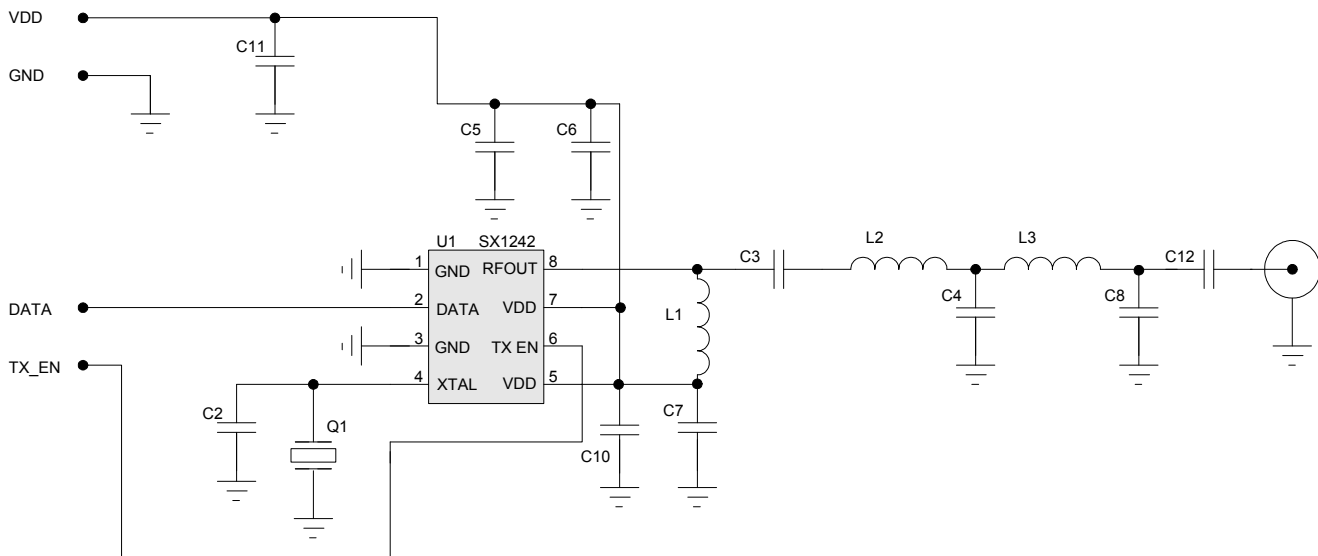 VDD
C11
GND
C5
C6
U1 SX1242
1 GND RFOUT 8
2 DATA VDD 7
3 GND TX EN 6
4 XTAL VDD 5
DATA
TX_EN
C2
Q1
C10
C7
L1
C3
L2
C4
L3
C8
C12